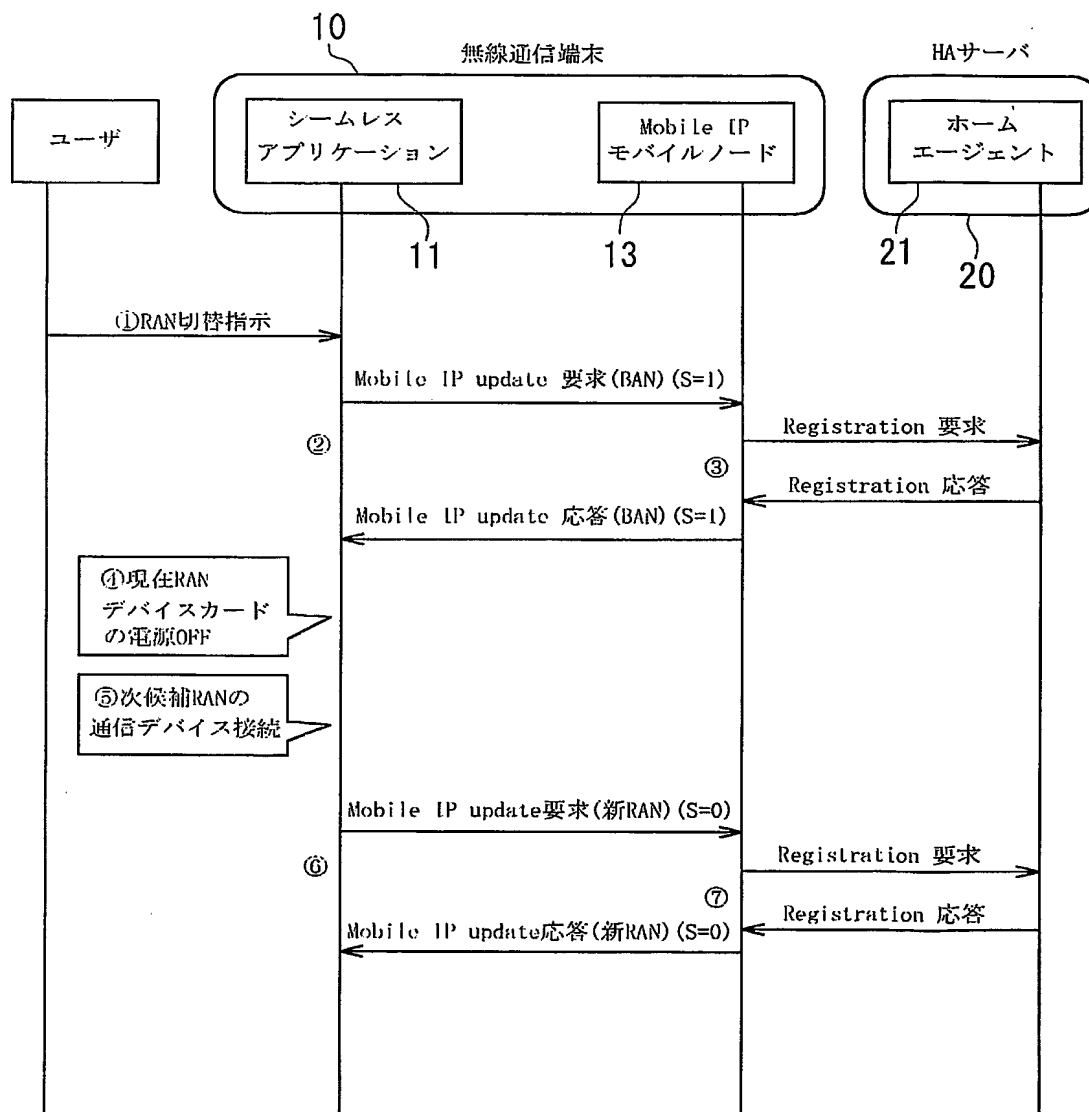 10
無線通信端末
HAサーバ
ユーザ
シームレス
アプリケーション
Mobile IP
モバイルノード
ホーム
エージェント
11
13
21
20
①RAN切替指示
Mobile IP update 要求(BAN)(S=1)
②
Registration 要求
③
Registration 応答
Mobile IP update 応答(BAN)(S=1)
④現在RAN
デバイスカード
の電源OFF
⑤次候補RANの
通信デバイス接続
Mobile IP update要求(新RAN)(S=0)
⑥
Registration 要求
⑦
Registration 応答
Mobile IP update応答(新RAN)(S=0)